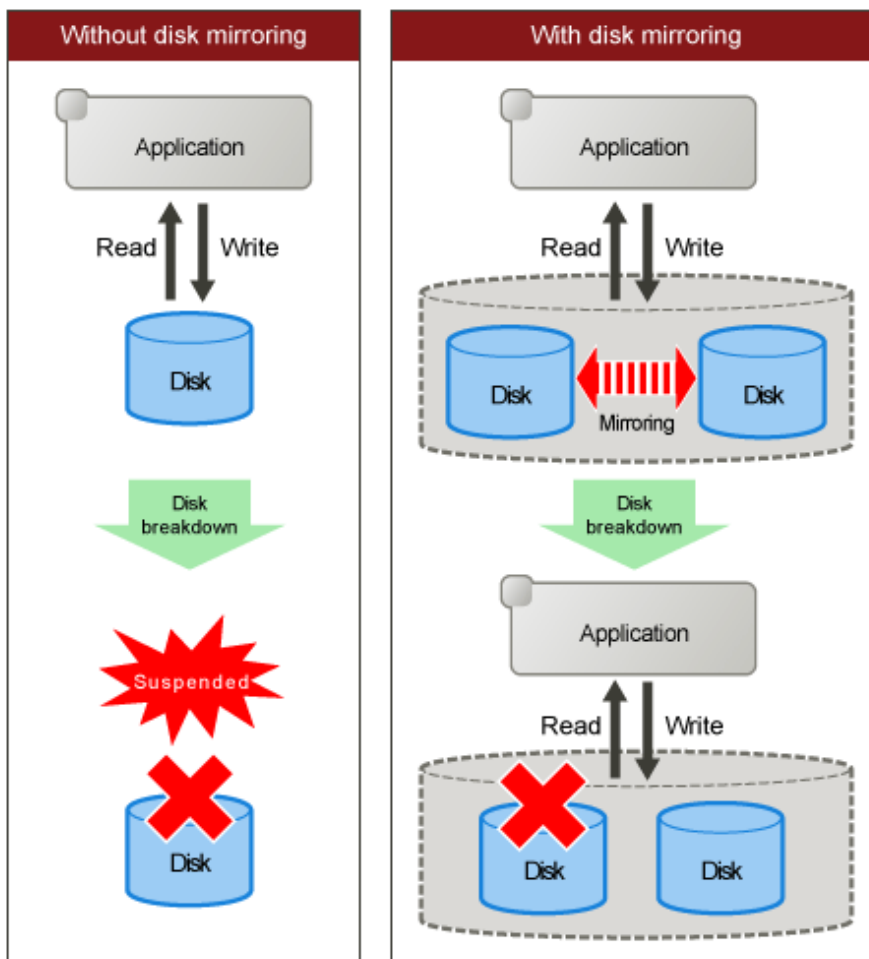 Without disk mirroring
Application
Read
Write
Disk
Disk
breakdown
Suspended
Disk
With disk mirroring
Application
Read
Write
Disk
Mirroring
Disk
Disk
breakdown
Application
Read
Write
Disk
Disk